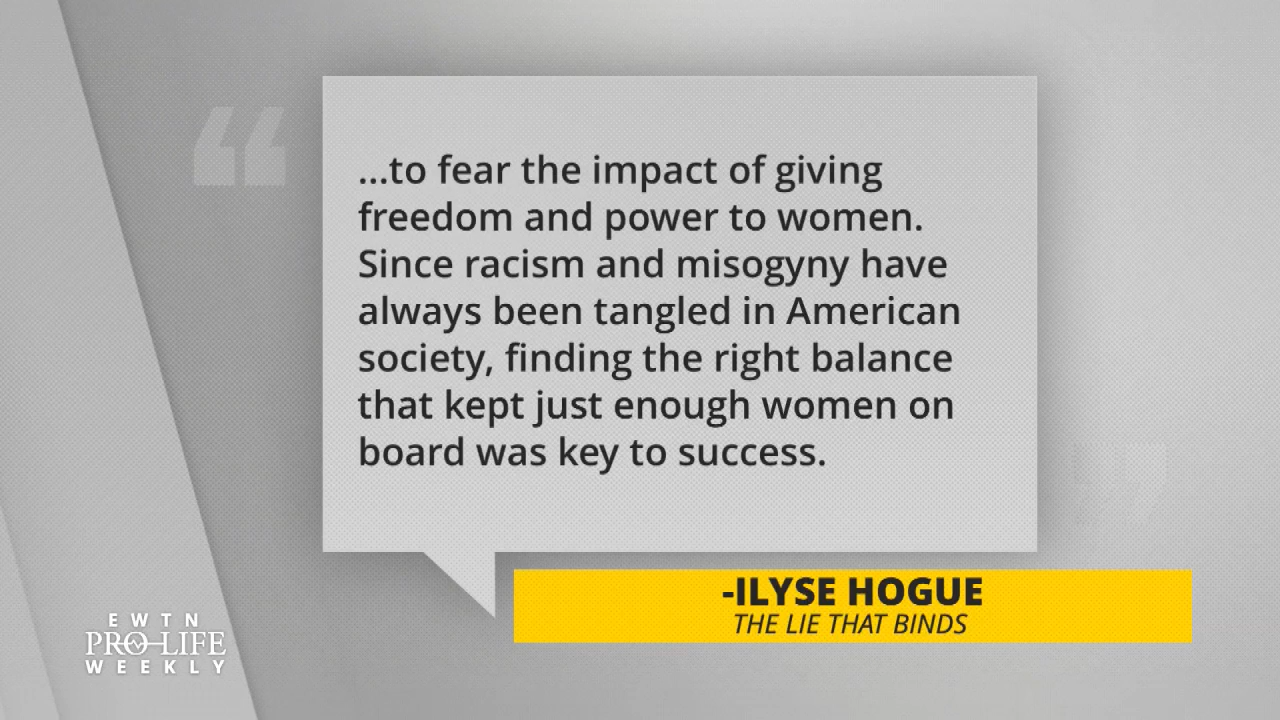 ...to fear the impact of giving
freedom and power to women.
Since racism and misogyny have
always been tangled in American
society, finding the right balance
that kept just enough women on
board was key to success.
-ILYSE HOGUE
THE LIE THAT BINDS
EWTN
PRO-LIFE
WEEKLY